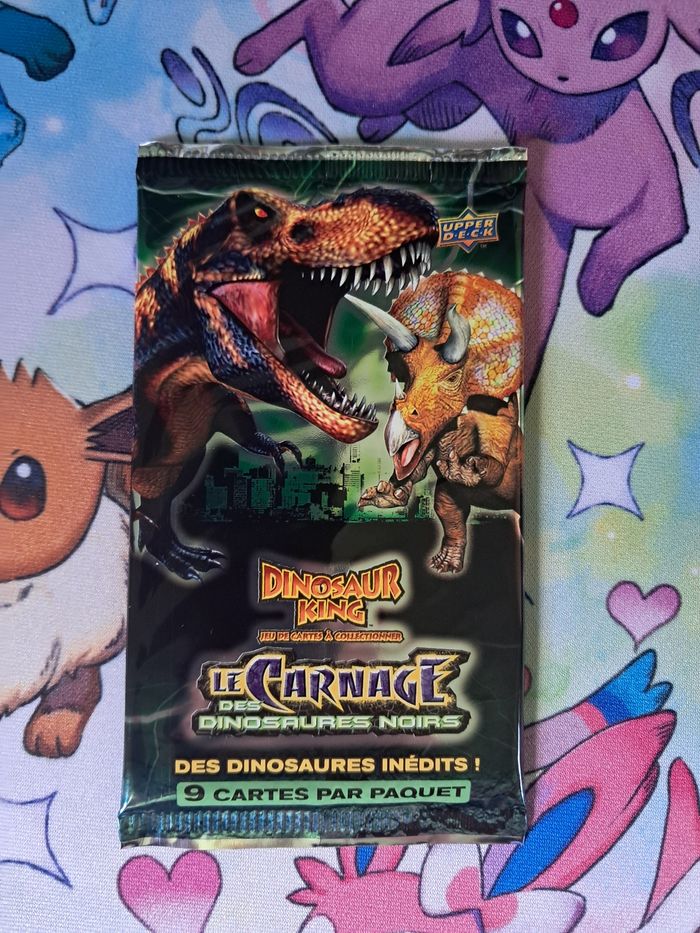 UPPER
D·E·C·K
TM
DINOSAUR
KING
JEU DE CARTES À COLLECTIONNER
LE CARNAGE
DES
DINOSAURES NOIRS
DES DINOSAURES INÉDITS !
9 CARTES PAR PAQUET